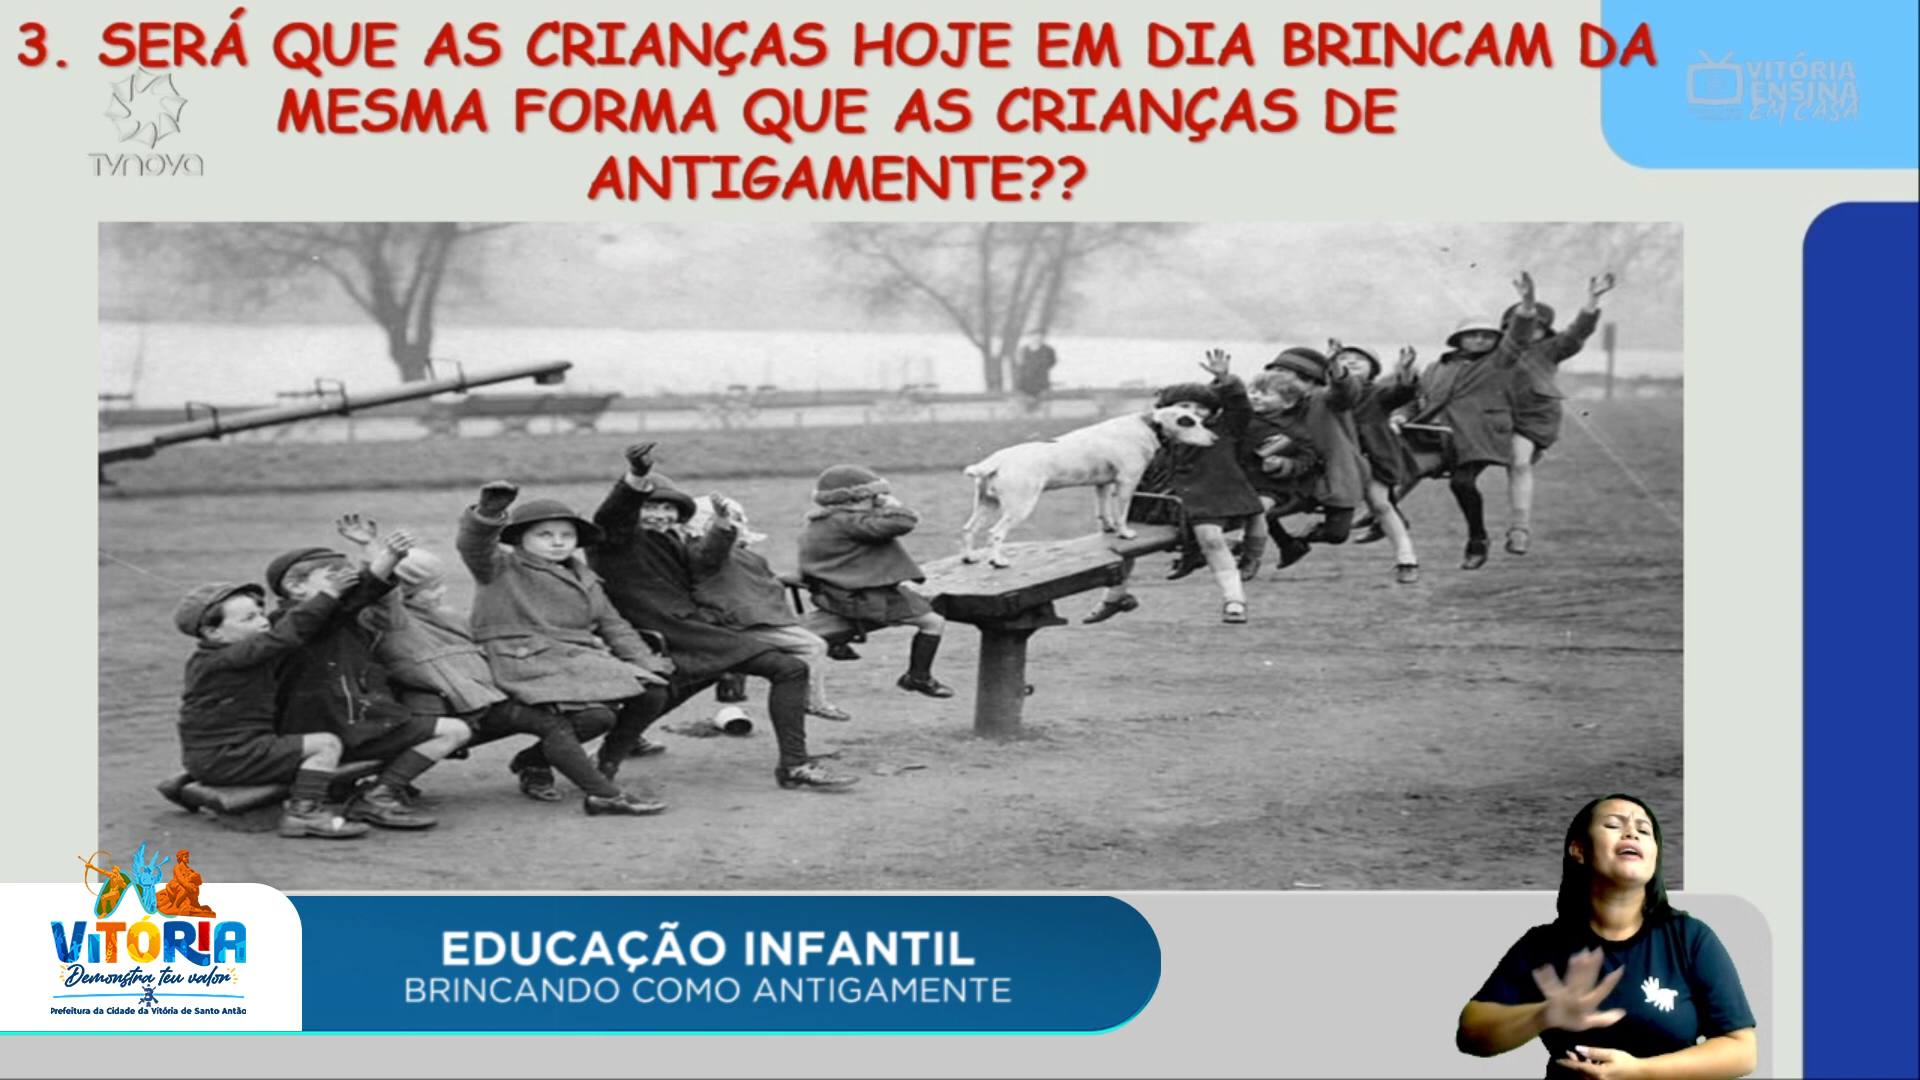 3. SERÁ QUE AS CRIANÇAS HOJE EM DIA BRINCAM DA
MESMA FORMA QUE AS CRIANÇAS DE
ANTIGAMENTE??
TVNOVA
VITÓRIA
ENSINA
EM CASA
VITÓRIA
Demonstra teu valor
Prefeitura da Cidade da Vitória de Santo Antão
EDUCAÇÃO INFANTIL
BRINCANDO COMO ANTIGAMENTE